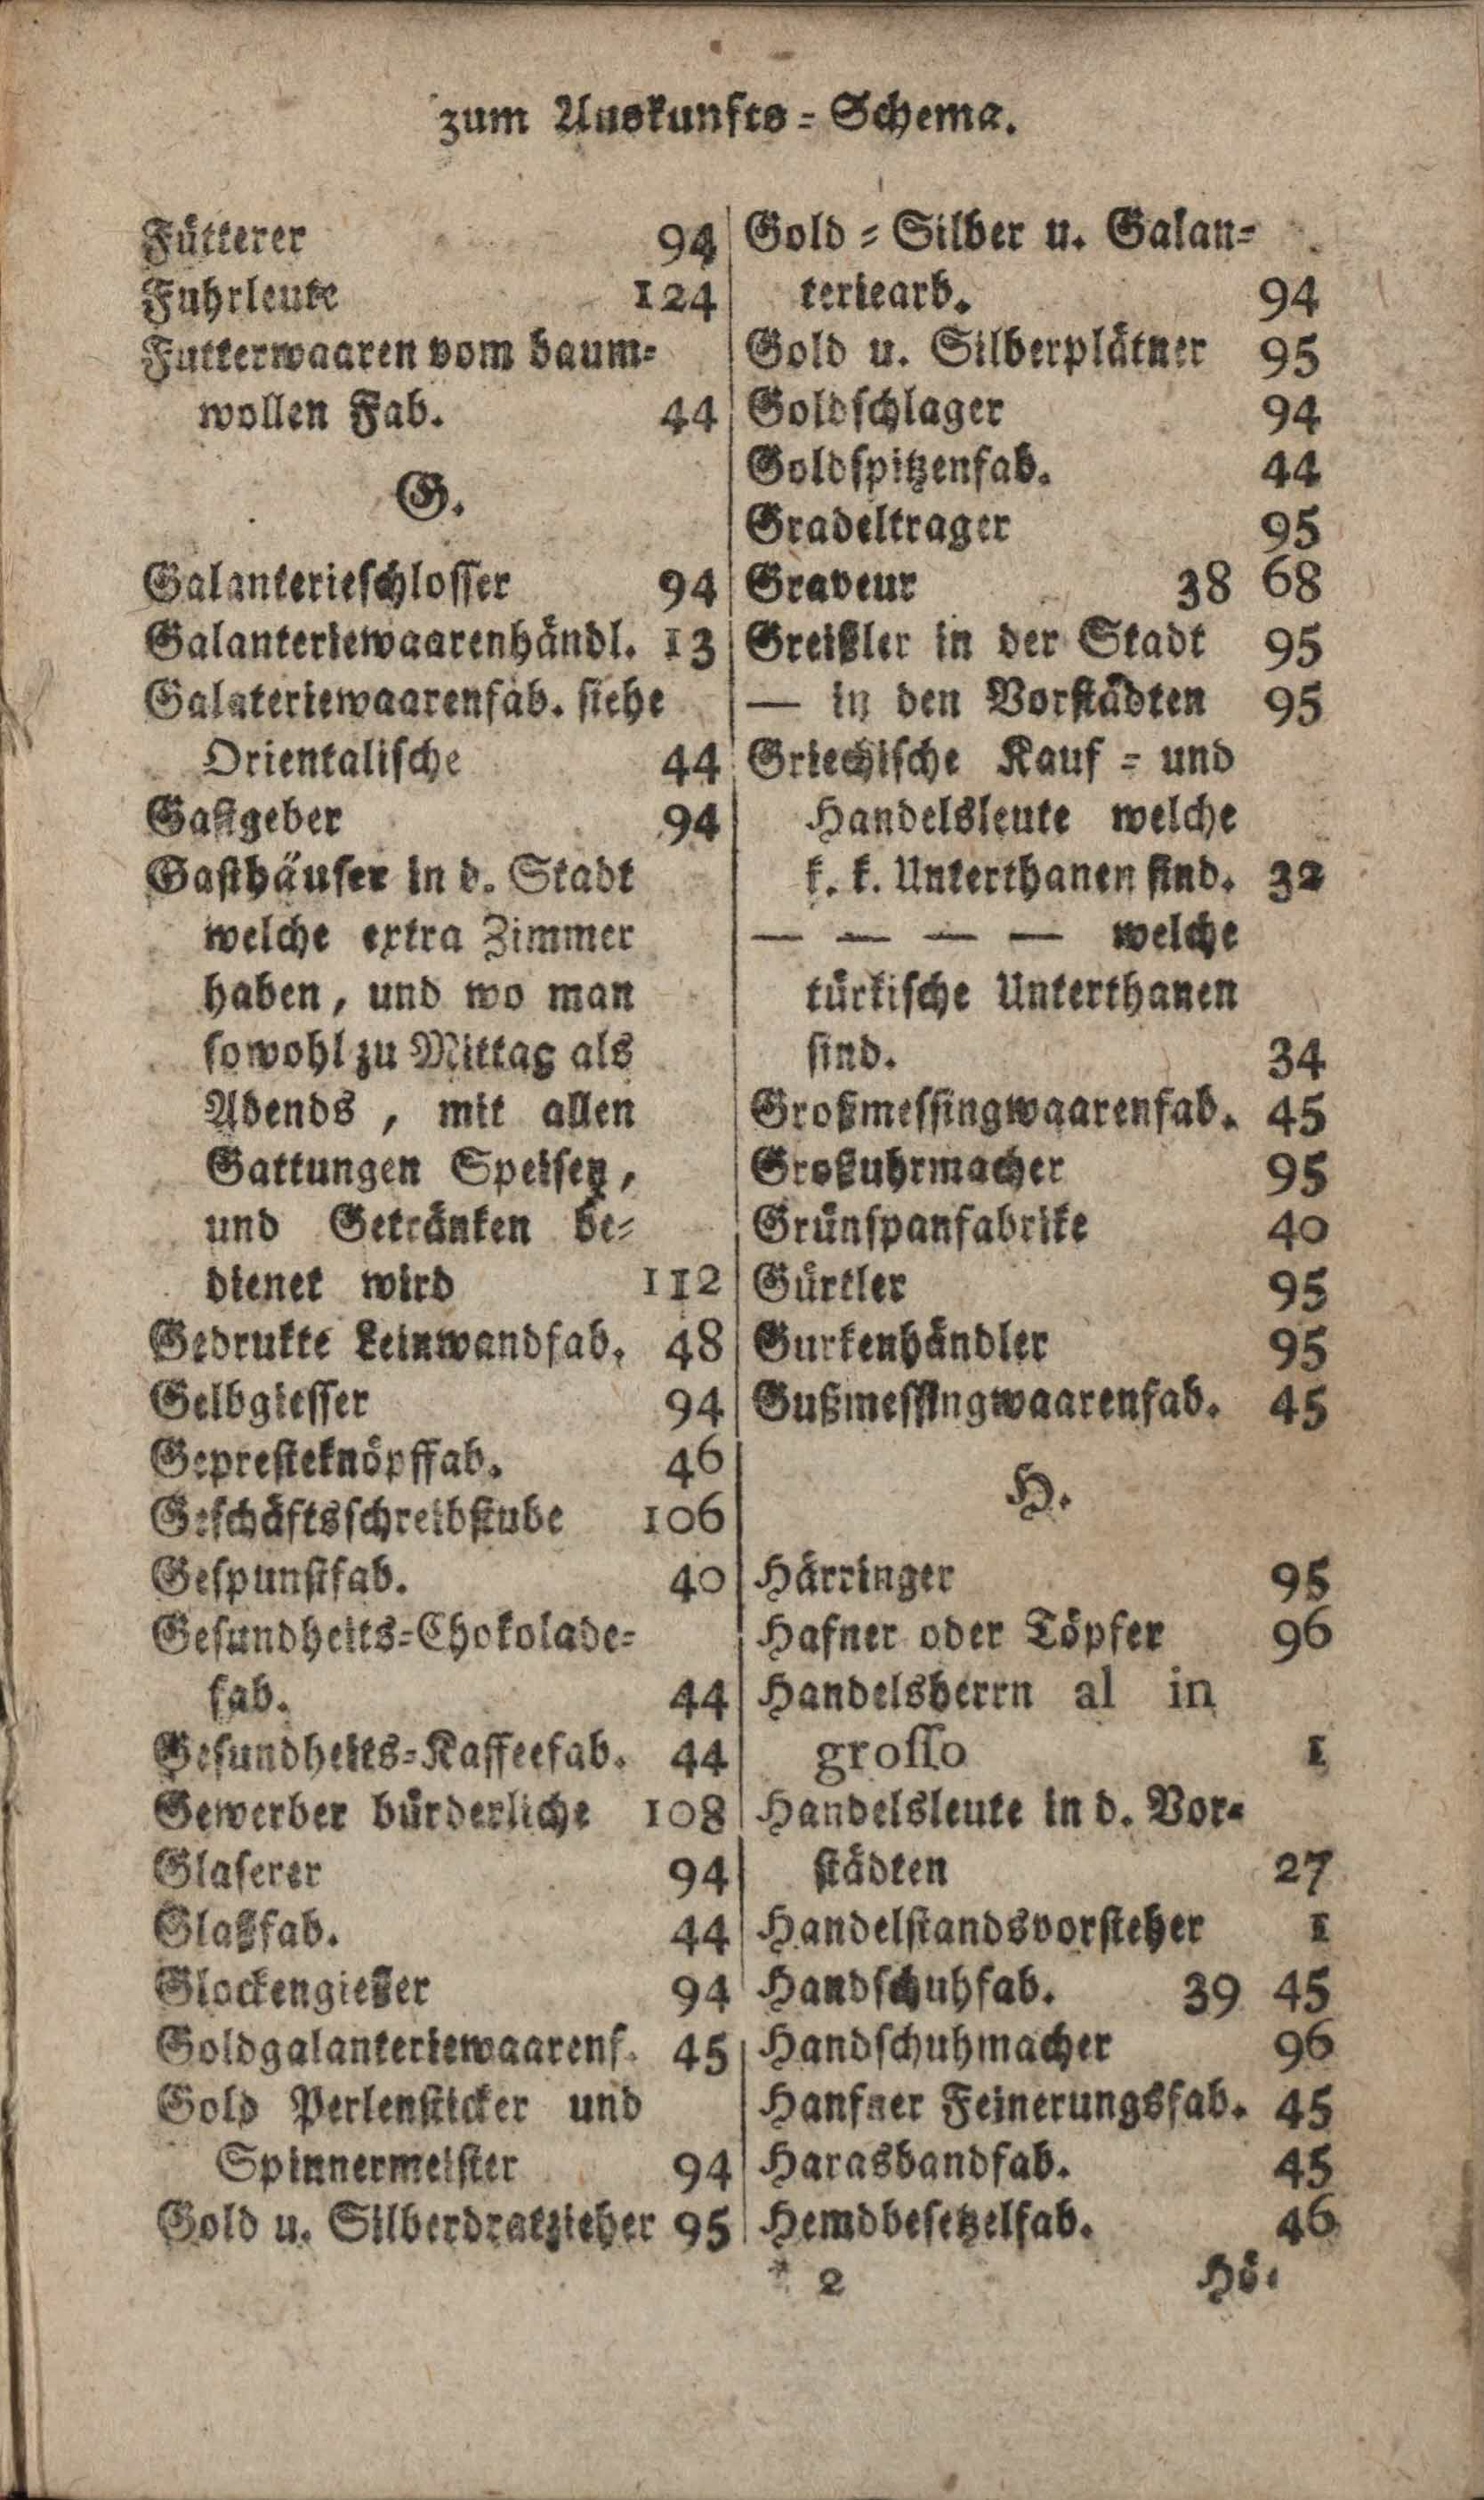 zum Auskunfts-Schema.
Fütterer 94
Fuhrleute 124
Futterwaaren vom baum-
wollen Fab. 44
G.
Galanterieschlosser 94
Galanteriewaarenhändl. 13
Galateriewaarenfab. siehe
Orientalische 44
Gastgeber 94
Gasthäuser in d. Stadt
welche extra Zimmer
haben, und wo man
sowohl zu Mittag als
Abends, mit allen
Gattungen Speisen,
und Getränken be-
dienet wird 112
Gedrukte Leinwandfab. 48
Gelbgiesser 94
Gepresteknöpffab. 46
Geschäftsschreibstube 106
Gespunstfab. 40
Gesundheits-Chokolade-
fab. 44
Gesundheits-Kaffeefab. 44
Gewerber bürderliche 108
Glaserer 94
Glaßfab. 44
Glockengießer 94
Goldgalanteriewaarenf. 45
Gold Perlensticker und
Spinnermeister 94
Gold u. Silberdratzieher 95
Gold-Silber u. Galan-
teriearb. 94
Gold u. Silberplätner 95
Goldschlager 94
Goldspitzenfab. 44
Gradeltrager 95
Graveur 38 68
Greißler in der Stadt 95
— in den Vorstädten 95
Griechische Kauf- und
Handelsleute welche
k. k. Unterthanen sind. 32
— — — — welche
türkische Unterthanen
sind. 34
Großmessingwaarenfab. 45
Großuhrmacher 95
Grünspanfabrike 40
Gürtler 95
Gurkenhändler 95
Gußmessingwaarenfab. 45
H.
Härringer 95
Hafner oder Töpfer 96
Handelsherrn al in
grosso 1
Handelsleute in d. Vor-
städten 27
Handelstandsvorsteher 1
Handschuhfab. 39 45
Handschuhmacher 96
Hanfner Feinerungsfab. 45
Harasbandfab. 45
Hemdbesetzelfab. 46
* 2 Hö-